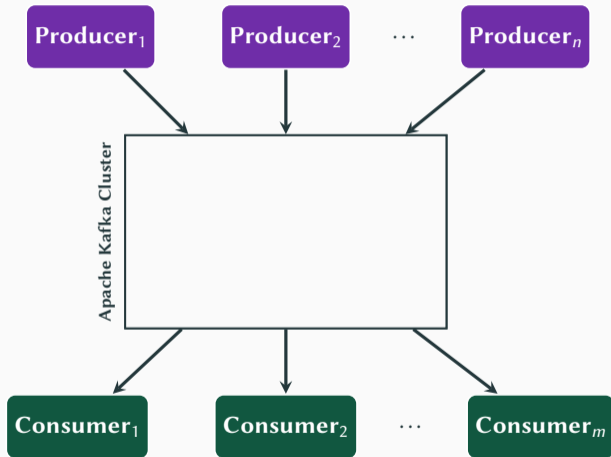 Producer₁ Producer₂ ⋯ Producerₙ
Apache Kafka Cluster
Consumer₁ Consumer₂ ⋯ Consumerₘ